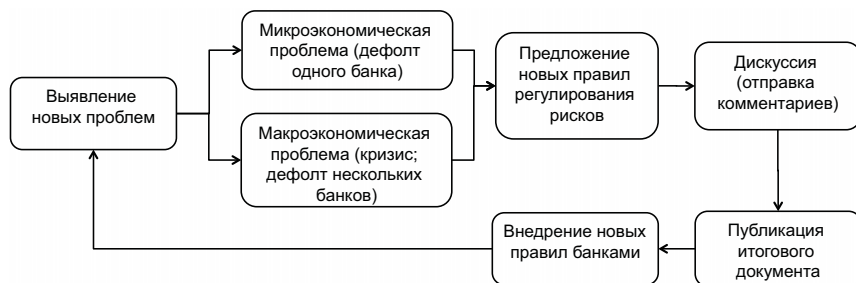 Выявление
новых проблем
Микроэкономическая
проблема (дефолт
одного банка)
Макроэкономическая
проблема (кризис;
дефолт нескольких
банков)
Предложение
новых правил
регулирования
рисков
Дискуссия
(отправка
комментариев)
Публикация
итогового
документа
Внедрение новых
правил банками